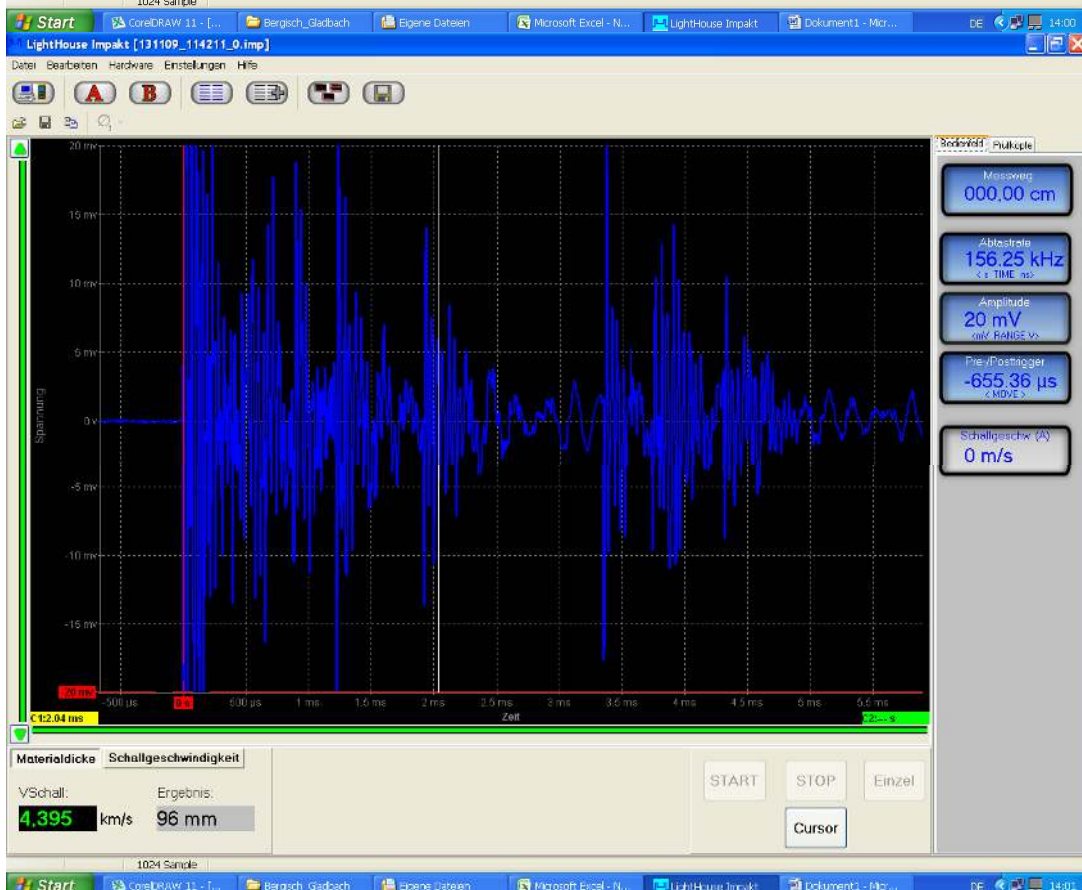 1024 Sample
Start CorelDRAW 11 - [... Bergisch_Gladbach Eigene Dateien Microsoft Excel - N... LightHouse Impakt Dokument1 - Micr... DE 14:00
LightHouse Impakt [131109_114211_0.imp]
Datei Bearbeiten Hardware Einstellungen Hilfe
A B
Bedienfeld Prüfköpfe
20 mv
15 mv
10 mv
5 mv
0 v
-5 mv
-10 mv
-15 mv
-20 mv
Spannung
-500 µs 0 s 500 µs 1 ms 1.5 ms 2 ms 2.5 ms 3 ms 3.5 ms 4 ms 4.5 ms 5 ms 5.5 ms
C1:2.04 ms Zeit C2:--- s
Messweg
000,00 cm
Abtastrate
156.25 kHz
< s TIME ns>
Amplitude
20 mV
<mV RANGE V>
Pre-/Posttrigger
-655.36 µs
< MOVE >
Schallgeschw (A)
0 m/s
Materialdicke Schallgeschwindigkeit
VSchall: Ergebnis:
4,395 km/s 96 mm
START STOP Einzel
Cursor
1024 Sample
Start CorelDRAW 11 - [... Bergisch_Gladbach Eigene Dateien Microsoft Excel - N... LightHouse Impakt Dokument1 - Micr... DE 14:01